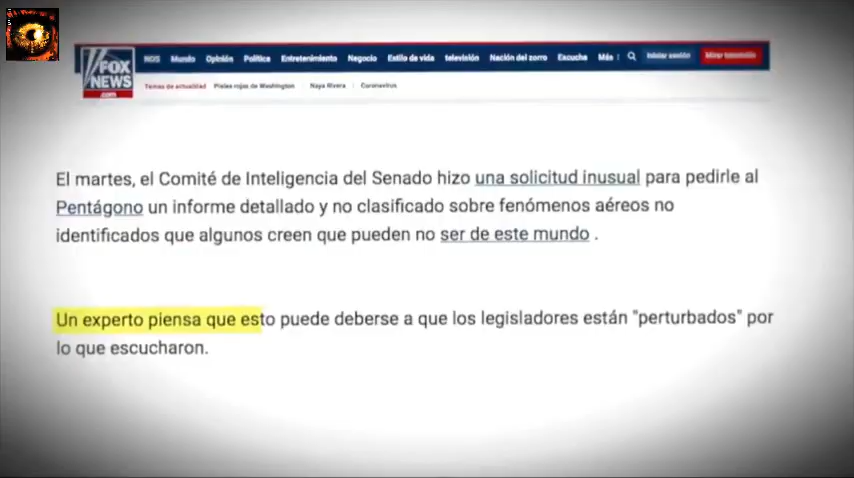 FOX
NEWS
.com
Mundo Opinión Política Entretenimiento Negocio Estilo de vida televisión Nación del zorro Escucha Más Iniciar sesión
Temas de actualidad Pieles rojas de Washington Naya Rivera Coronavirus
El martes, el Comité de Inteligencia del Senado hizo una solicitud inusual para pedirle al
Pentágono un informe detallado y no clasificado sobre fenómenos aéreos no
identificados que algunos creen que pueden no ser de este mundo .
Un experto piensa que esto puede deberse a que los legisladores están "perturbados" por
lo que escucharon.